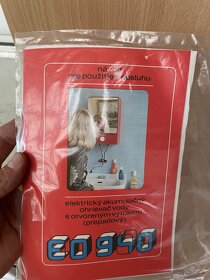 návod
na použitie a obsluhu
elektrický akumulačný
ohrievač vody
s otvoreným výtokom
(prepadový)
EO 940